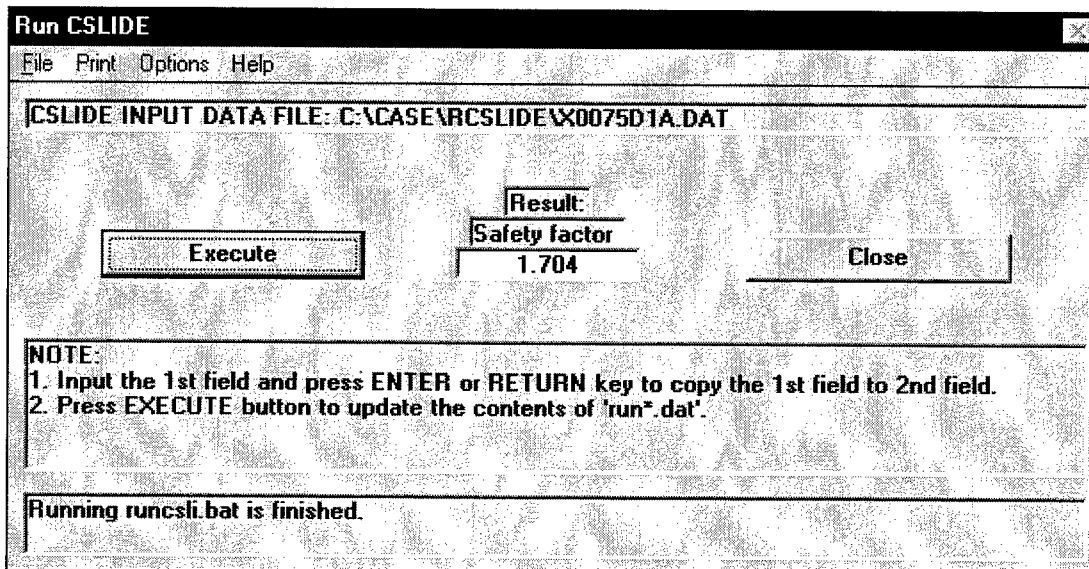 Run CSLIDE
File Print Options Help
CSLIDE INPUT DATA FILE: C:\CASE\RCSLIDE\X0075D1A.DAT
Result:
Safety factor
Execute 1.704 Close
NOTE:
1. Input the 1st field and press ENTER or RETURN key to copy the 1st field to 2nd field.
2. Press EXECUTE button to update the contents of 'run*.dat'.
Running runcsli.bat is finished.